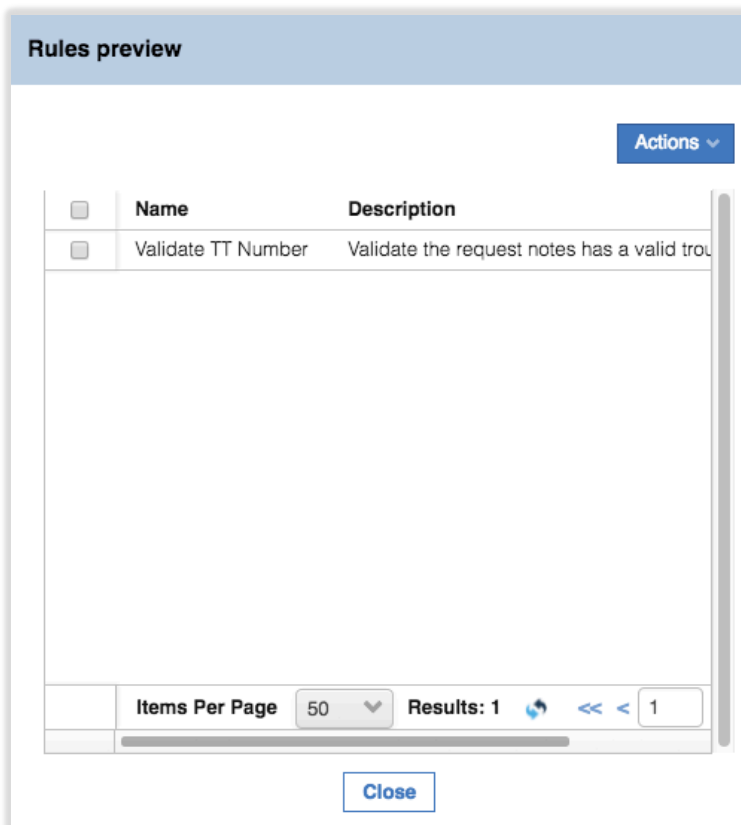 Rules preview
Actions
Name Description
Validate TT Number Validate the request notes has a valid trou
Items Per Page 50 Results: 1 << < 1
Close